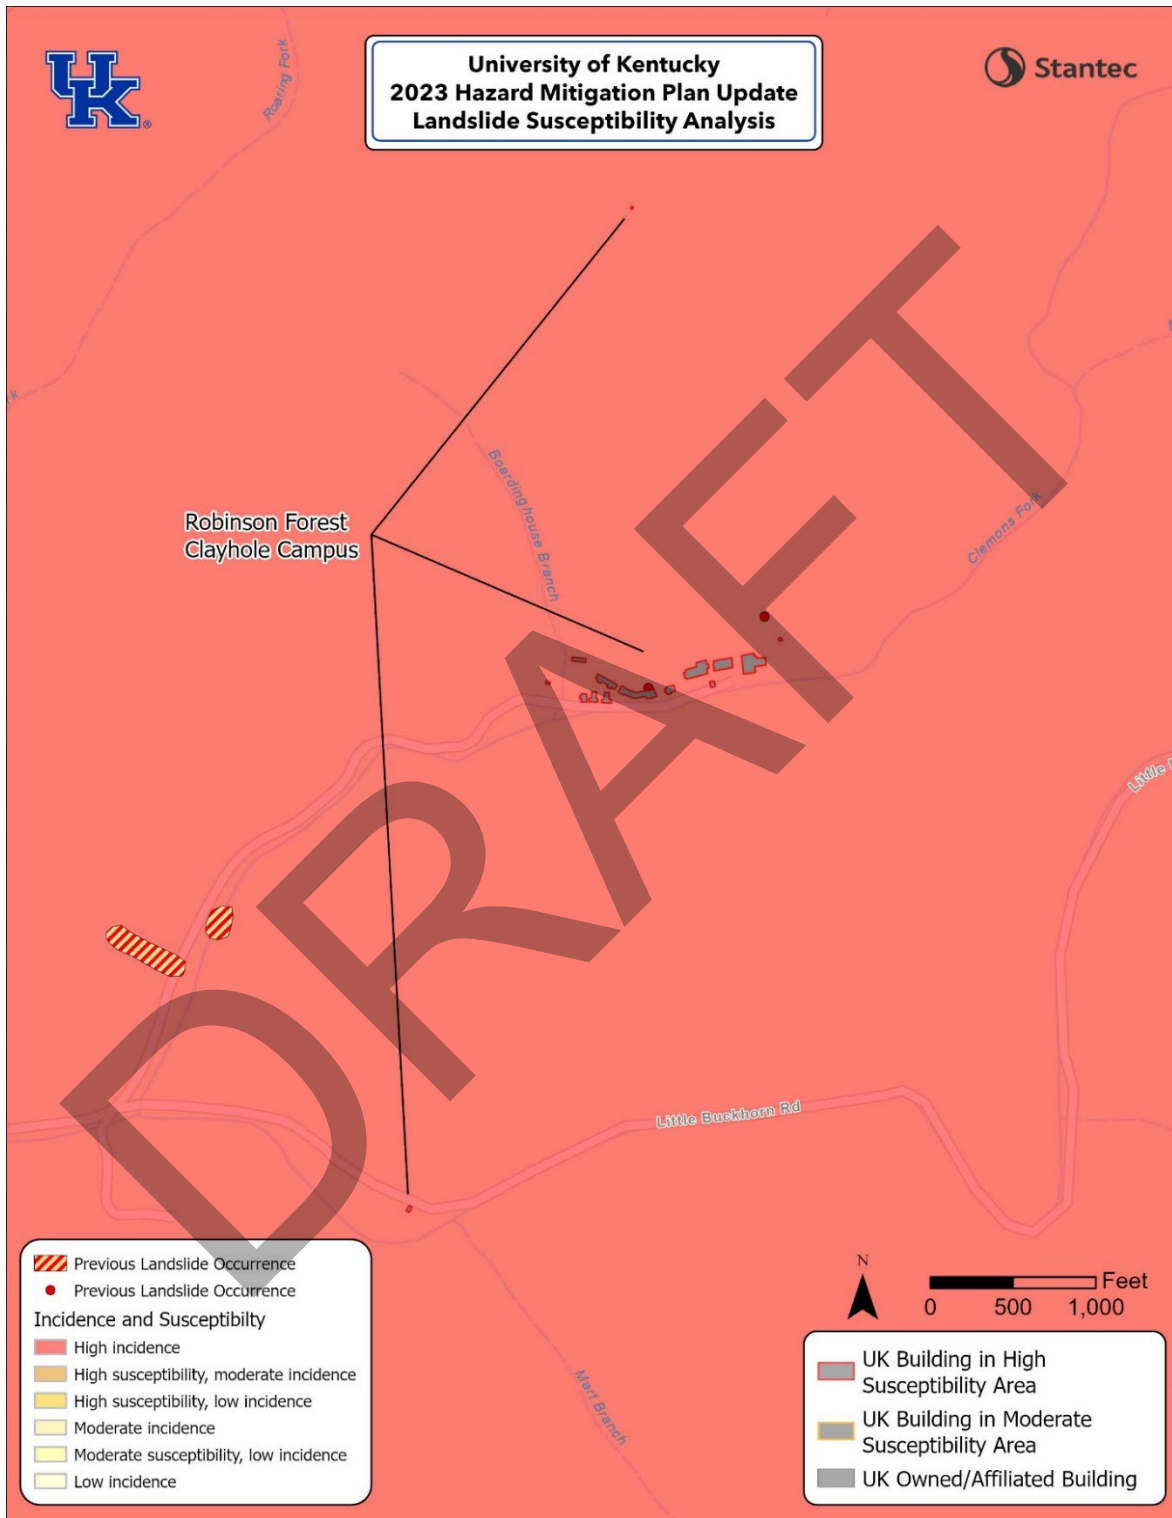 UK
®
University of Kentucky
2023 Hazard Mitigation Plan Update
Landslide Susceptibility Analysis
Stantec
Roaring Fork
rk
Boardinghouse Branch
Robinson Forest
Clayhole Campus
Clemons Fork
Little
Little Buckhorn Rd
Mart Branch
DRAFT
Previous Landslide Occurrence
Previous Landslide Occurrence
Incidence and Susceptibilty
High incidence
High susceptibility, moderate incidence
High susceptibility, low incidence
Moderate incidence
Moderate susceptibility, low incidence
Low incidence
N
Feet
0 500 1,000
UK Building in High
Susceptibility Area
UK Building in Moderate
Susceptibility Area
UK Owned/Affiliated Building